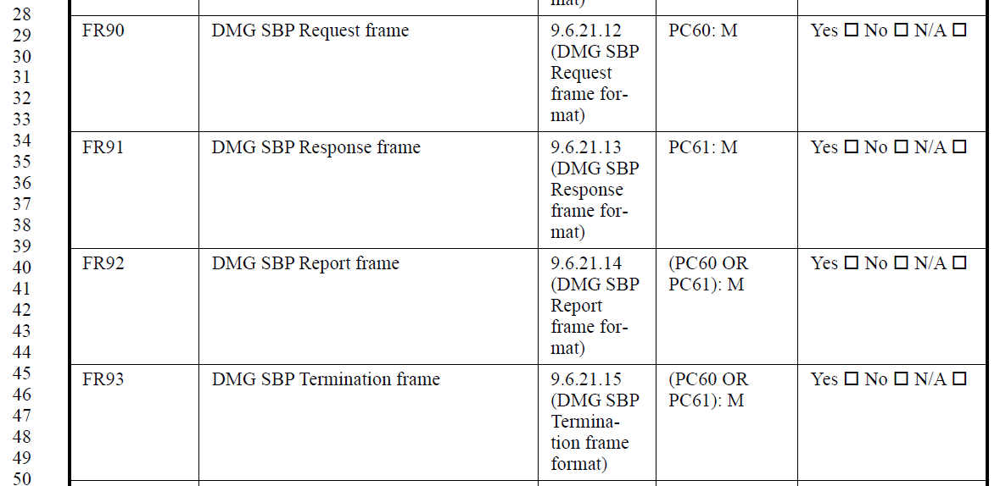 mat)
28
29
30
31
32
33
34
35
36
37
38
39
40
41
42
43
44
45
46
47
48
49
50
FR90 DMG SBP Request frame 9.6.21.12 PC60: M Yes ☐ No ☐ N/A ☐
(DMG SBP
Request
frame for-
mat)
FR91 DMG SBP Response frame 9.6.21.13 PC61: M Yes ☐ No ☐ N/A ☐
(DMG SBP
Response
frame for-
mat)
FR92 DMG SBP Report frame 9.6.21.14 (PC60 OR Yes ☐ No ☐ N/A ☐
(DMG SBP PC61): M
Report
frame for-
mat)
FR93 DMG SBP Termination frame 9.6.21.15 (PC60 OR Yes ☐ No ☐ N/A ☐
(DMG SBP PC61): M
Termina-
tion frame
format)